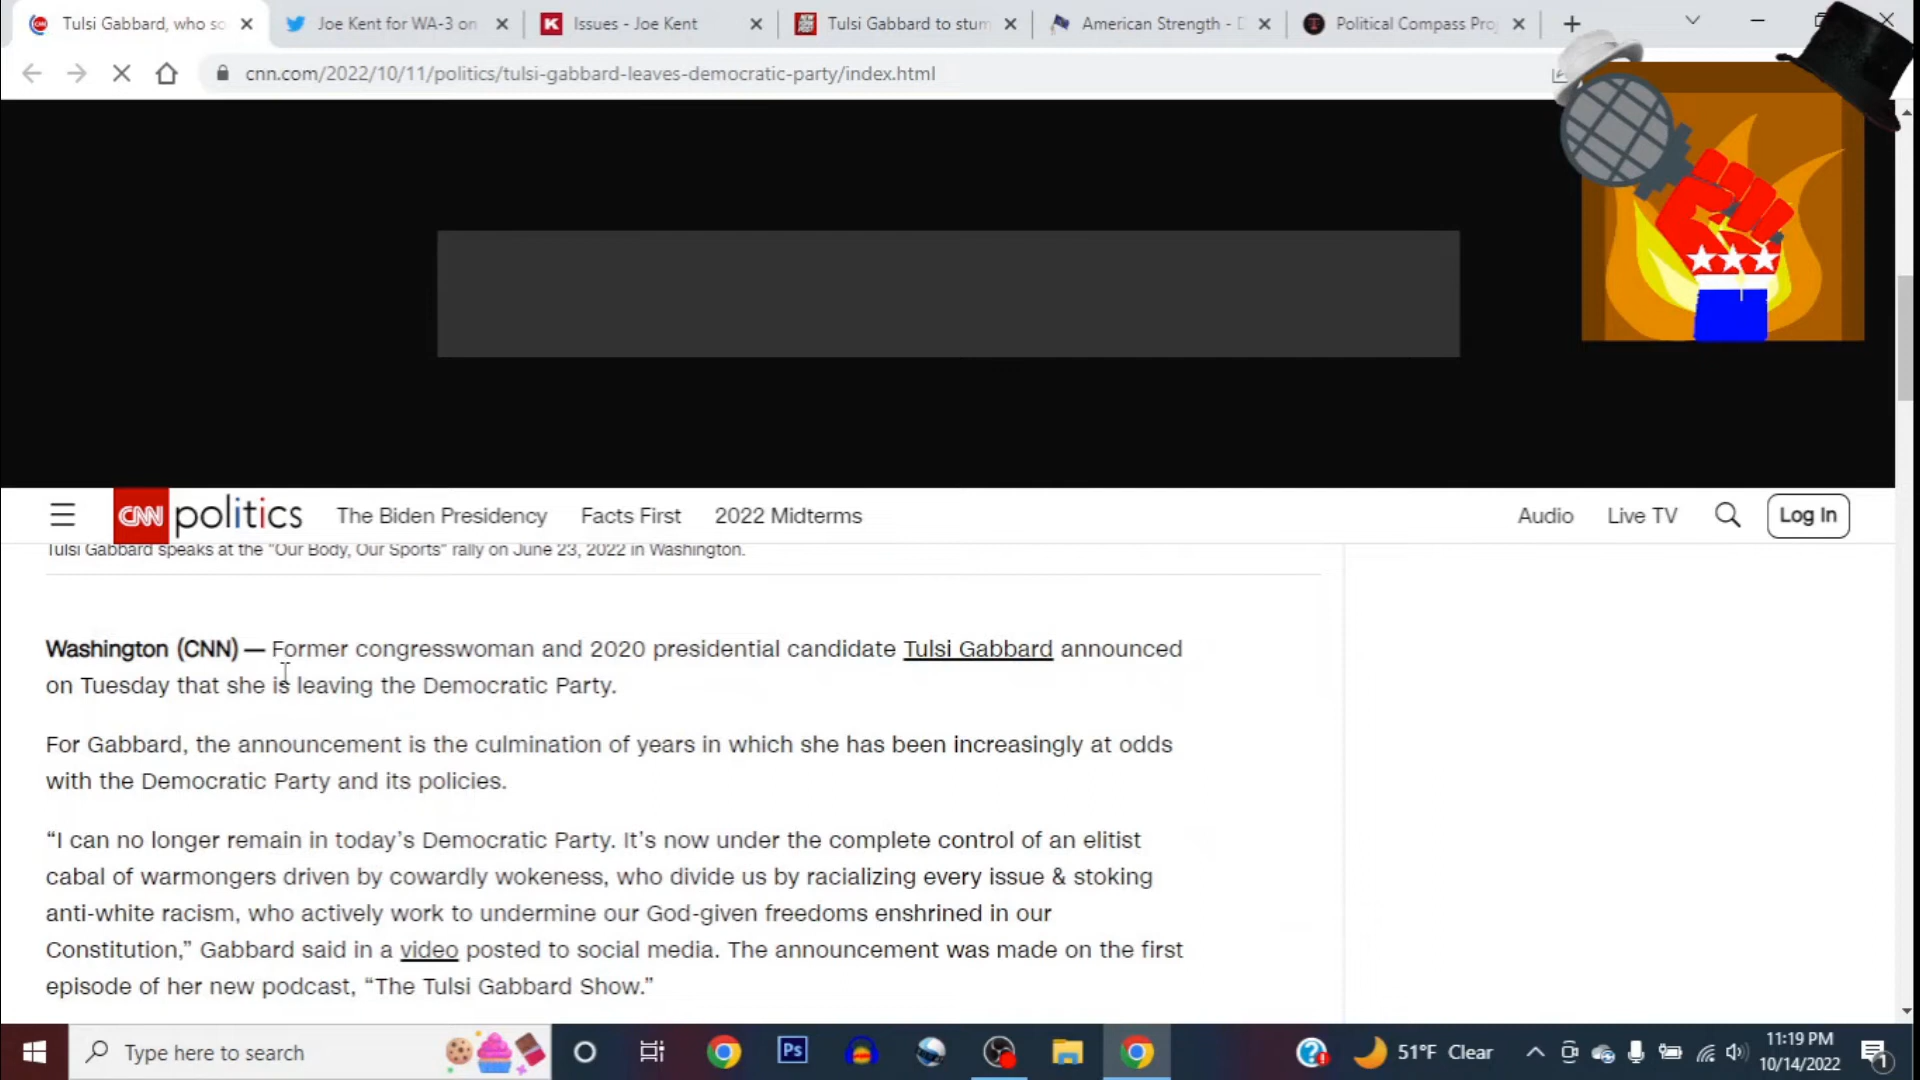 Tulsi Gabbard, who so
Joe Kent for WA-3 on
Issues - Joe Kent
Tulsi Gabbard to stum
American Strength - D
Political Compass Pro
cnn.com/2022/10/11/politics/tulsi-gabbard-leaves-democratic-party/index.html
CNN politics The Biden Presidency Facts First 2022 Midterms Audio Live TV Log In
Tulsi Gabbard speaks at the "Our Body, Our Sports" rally on June 23, 2022 in Washington.
Washington (CNN) — Former congresswoman and 2020 presidential candidate Tulsi Gabbard announced
on Tuesday that she is leaving the Democratic Party.
For Gabbard, the announcement is the culmination of years in which she has been increasingly at odds
with the Democratic Party and its policies.
“I can no longer remain in today’s Democratic Party. It’s now under the complete control of an elitist
cabal of warmongers driven by cowardly wokeness, who divide us by racializing every issue & stoking
anti-white racism, who actively work to undermine our God-given freedoms enshrined in our
Constitution,” Gabbard said in a video posted to social media. The announcement was made on the first
episode of her new podcast, “The Tulsi Gabbard Show.”
Type here to search
Ps
51°F Clear
11:19 PM
10/14/2022
1